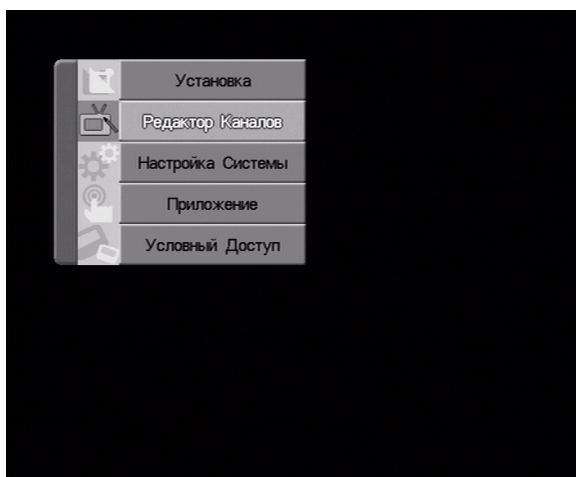 Установка
Редактор Каналов
Настройка Системы
Приложение
Условный Доступ